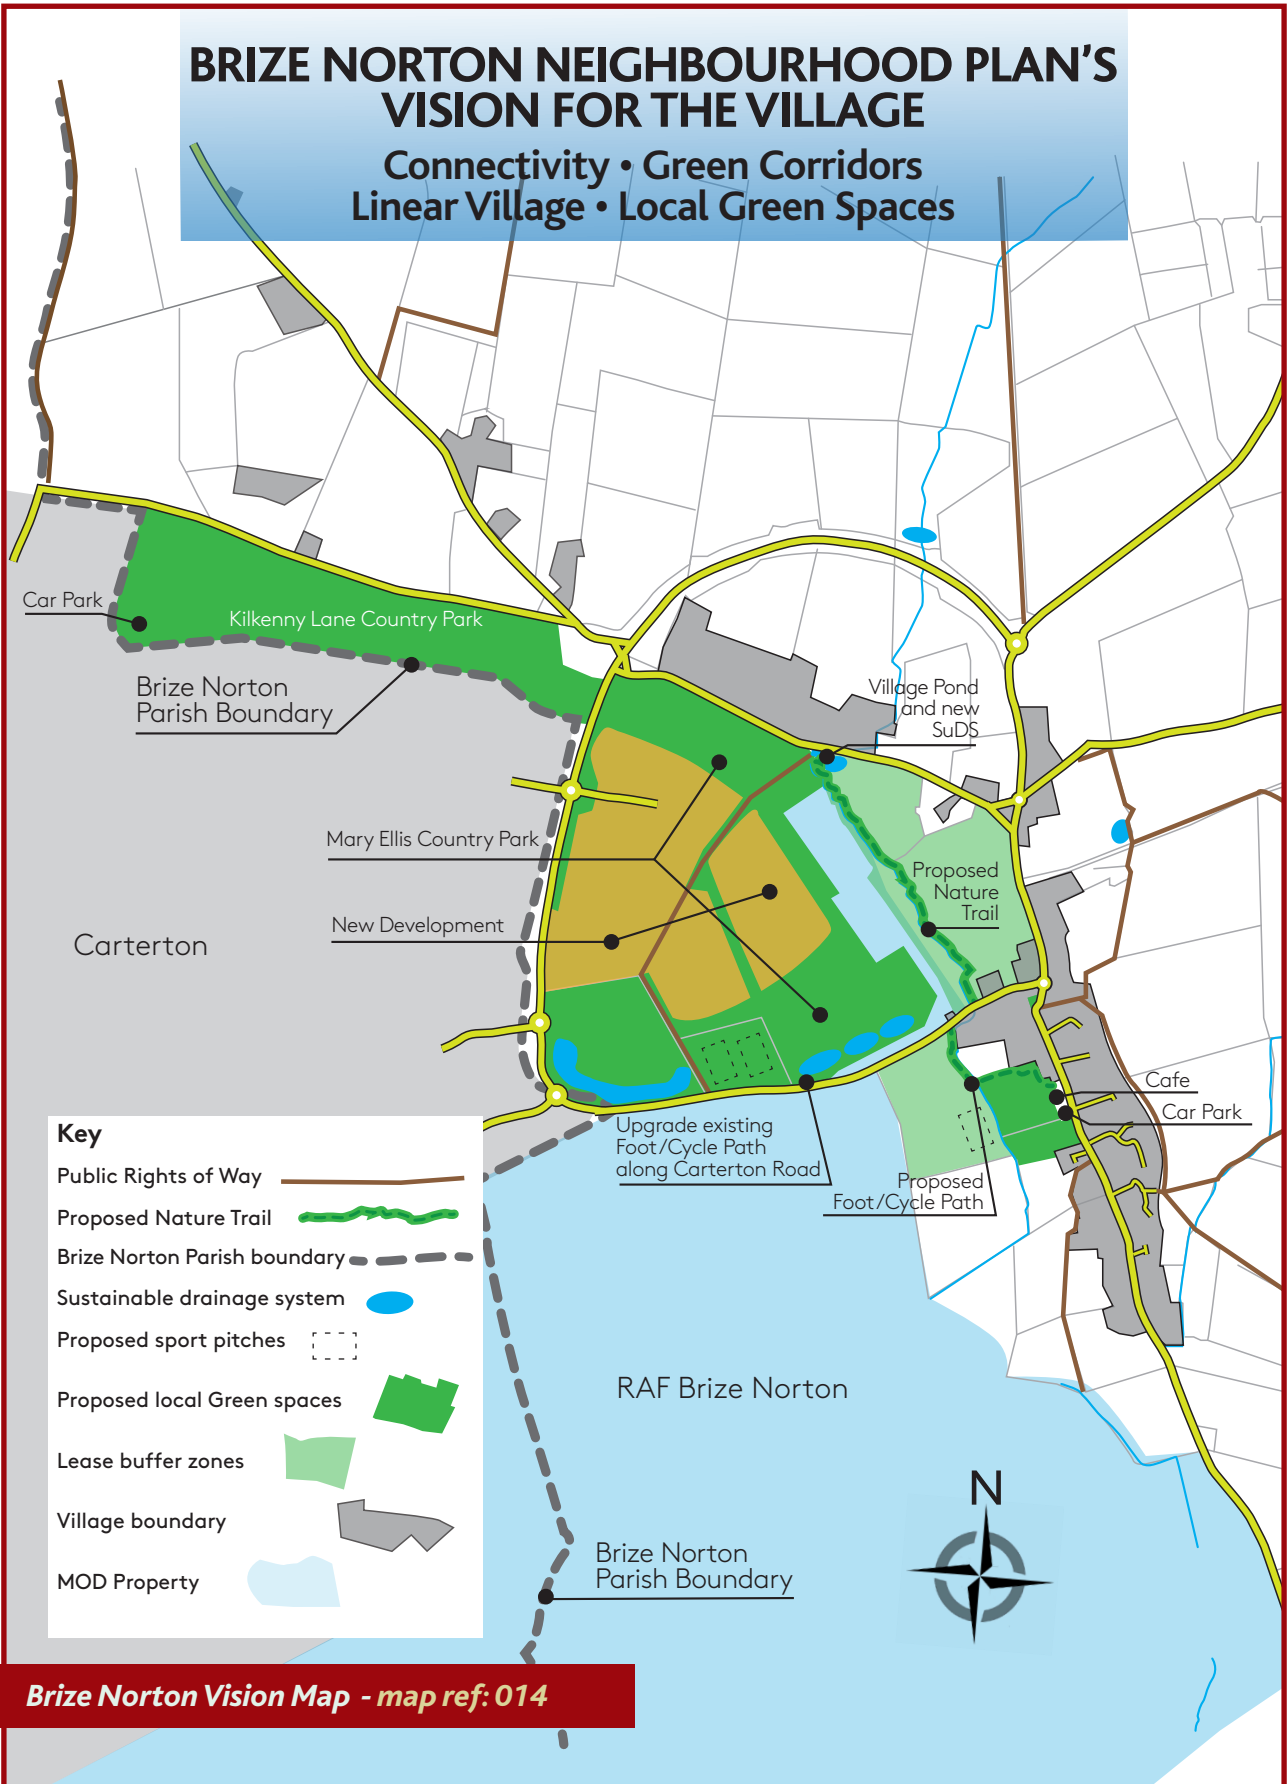 BRIZE NORTON NEIGHBOURHOOD PLAN'S
VISION FOR THE VILLAGE
Connectivity • Green Corridors
Linear Village • Local Green Spaces
Car Park
Kilkenny Lane Country Park
Brize Norton
Parish Boundary
Village Pond
and new
SuDS
Mary Ellis Country Park
Proposed
Nature
Trail
New Development
Carterton
Cafe
Car Park
Upgrade existing
Foot/Cycle Path
along Carterton Road
Proposed
Foot/Cycle Path
Key
Public Rights of Way
Proposed Nature Trail
Brize Norton Parish boundary
Sustainable drainage system
Proposed sport pitches
Proposed local Green spaces
Lease buffer zones
Village boundary
MOD Property
RAF Brize Norton
N
Brize Norton
Parish Boundary
Brize Norton Vision Map - map ref: 014